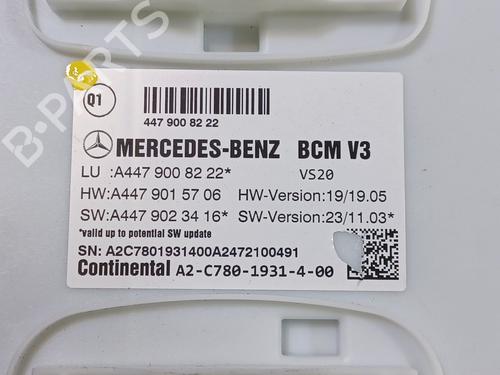 Q1
447 900 82 22
MERCEDES-BENZ BCM V3
LU :A447 900 82 22* VS20
HW:A447 901 57 06 HW-Version:19/19.05
SW:A447 902 34 16* SW-Version:23/11.03*
*valid up to potential SW update
SN: A2C7801931400A2472100491
Continental A2-C780-1931-4-00
B-PARTS